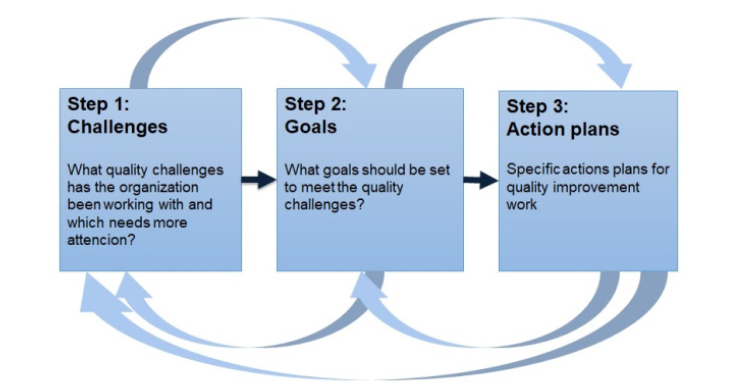 Step 1:
Challenges
What quality challenges
has the organization
been working with and
which needs more
attencion?
Step 2:
Goals
What goals should be set
to meet the quality
challenges?
Step 3:
Action plans
Specific actions plans for
quality improvement
work